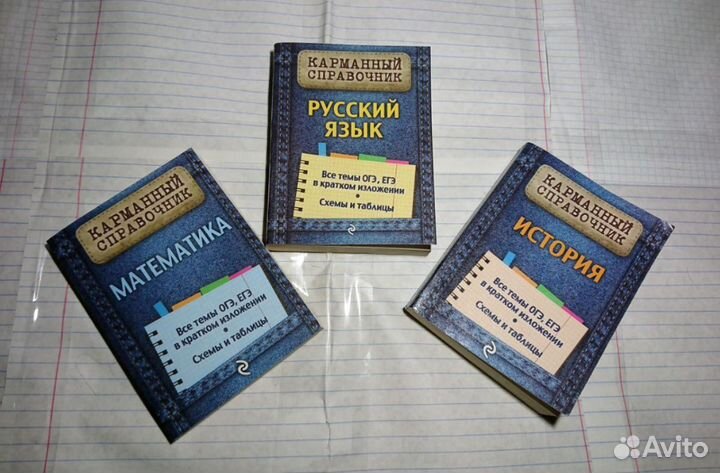 КАРМАННЫЙ
СПРАВОЧНИК
РУССКИЙ
ЯЗЫК
Все темы ОГЭ, ЕГЭ
в кратком изложении
•
Схемы и таблицы
КАРМАННЫЙ
СПРАВОЧНИК
МАТЕМАТИКА
Все темы ОГЭ, ЕГЭ
в кратком изложении
•
Схемы и таблицы
КАРМАННЫЙ
СПРАВОЧНИК
ИСТОРИЯ
Все темы ОГЭ, ЕГЭ
в кратком изложении
•
Схемы и таблицы
Avito